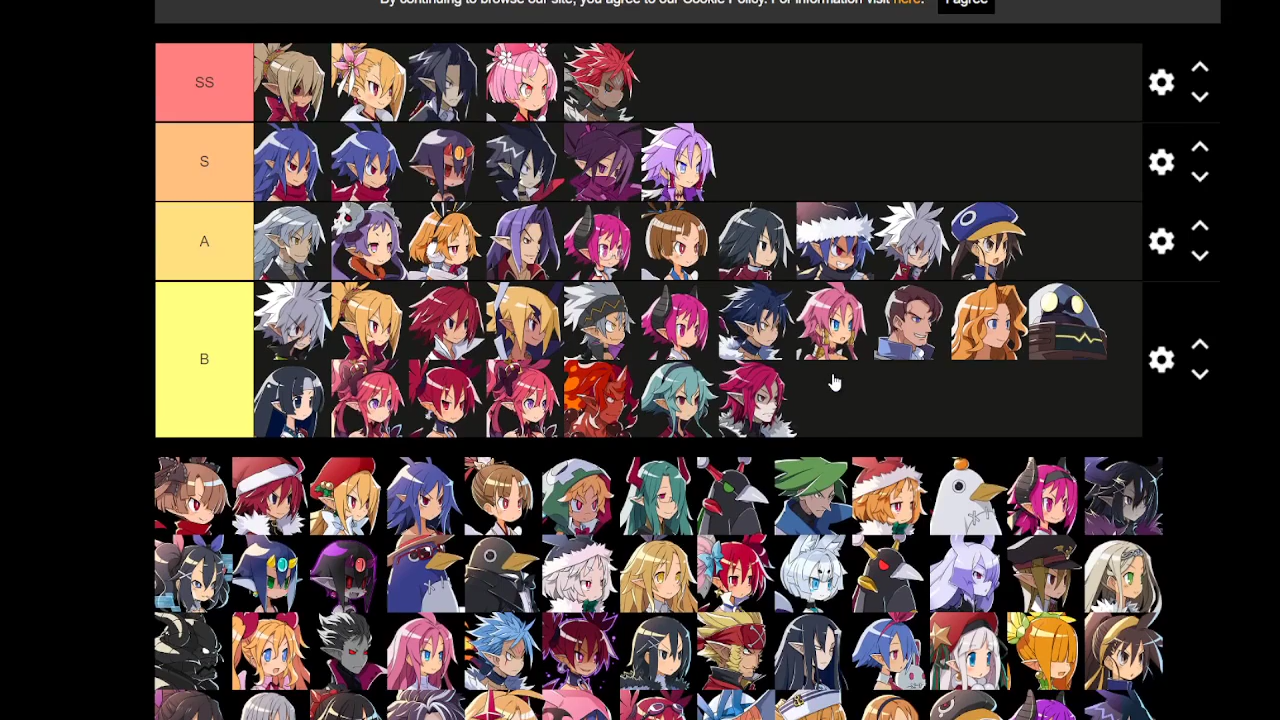 By continuing to browse our site, you agree to our Cookie Policy. For information visit here. I agree
SS
S
A
B